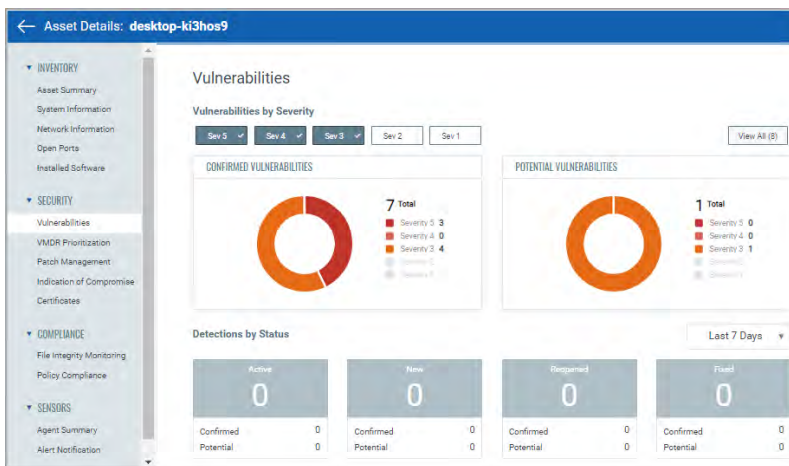 Asset Details: desktop-ki3hos9
INVENTORY
Asset Summary
System Information
Network Information
Open Ports
Installed Software
SECURITY
Vulnerabilities
VMDR Prioritization
Patch Management
Indication of Compromise
Certificates
COMPLIANCE
File Integrity Monitoring
Policy Compliance
SENSORS
Agent Summary
Alert Notification
Vulnerabilities
Vulnerabilities by Severity
Sev 5 Sev 4 Sev 3 Sev 2 Sev 1 View All (8)
CONFIRMED VULNERABILITIES
7 Total
Severity 5 3
Severity 4 0
Severity 3 4
POTENTIAL VULNERABILITIES
1 Total
Severity 5 0
Severity 4 0
Severity 3 1
Detections by Status Last 7 Days
Active
0
Confirmed 0
Potential 0
New
0
Confirmed 0
Potential 0
Reopened
0
Confirmed 0
Potential 0
Fixed
0
Confirmed 0
Potential 0